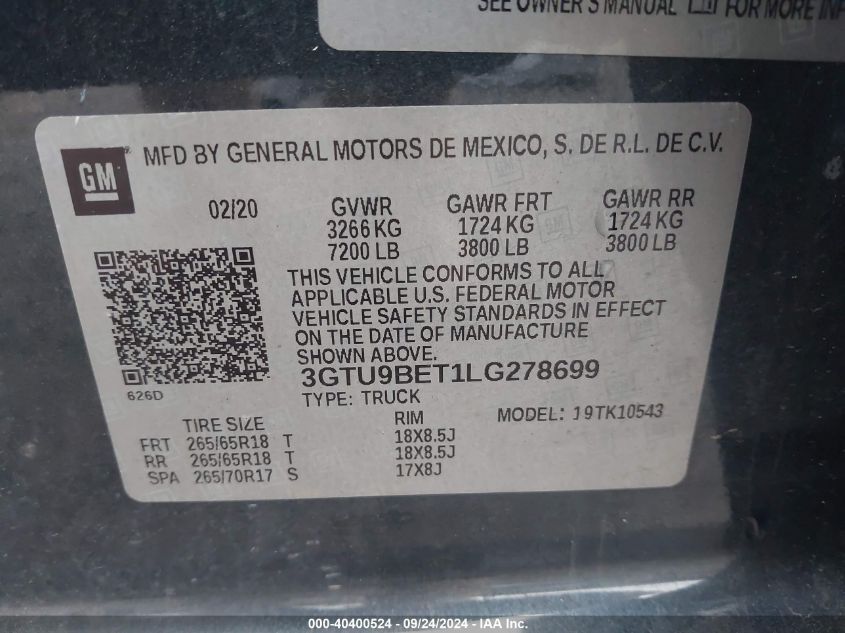 SEE OWNER'S MANUAL FOR MORE INF
GM
MFD BY GENERAL MOTORS DE MEXICO, S. DE R.L. DE C.V.
02/20 GVWR GAWR FRT GAWR RR
3266 KG 1724 KG 1724 KG
7200 LB 3800 LB 3800 LB
THIS VEHICLE CONFORMS TO ALL
APPLICABLE U.S. FEDERAL MOTOR
VEHICLE SAFETY STANDARDS IN EFFECT
ON THE DATE OF MANUFACTURE
SHOWN ABOVE.
3GTU9BET1LG278699
626D
TYPE: TRUCK MODEL: 19TK10543
TIRE SIZE RIM
FRT 265/65R18 T 18X8.5J
RR 265/65R18 T 18X8.5J
SPA 265/70R17 S 17X8J
000-40400524 - 09/24/2024 - IAA Inc.